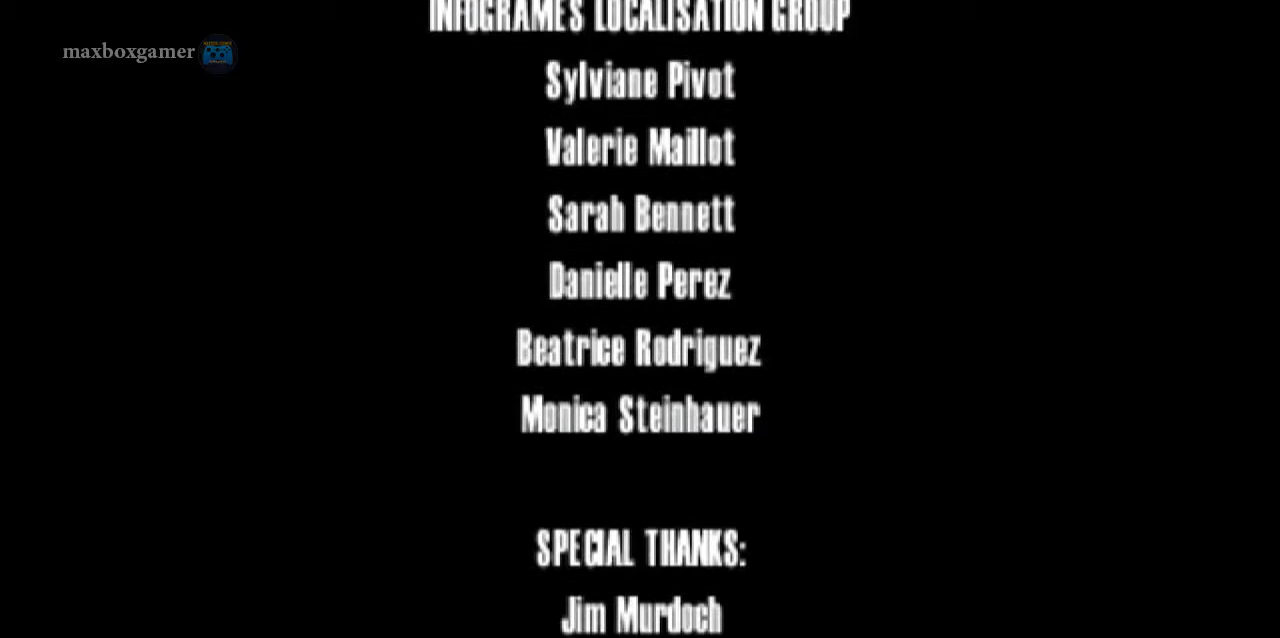 INFOGRAMES LOCALISATION GROUP
maxboxgamer
Sylviane Pivot
Valerie Maillot
Sarah Bennett
Danielle Perez
Beatrice Rodriguez
Monica Steinhauer
SPECIAL THANKS:
Jim Murdoch